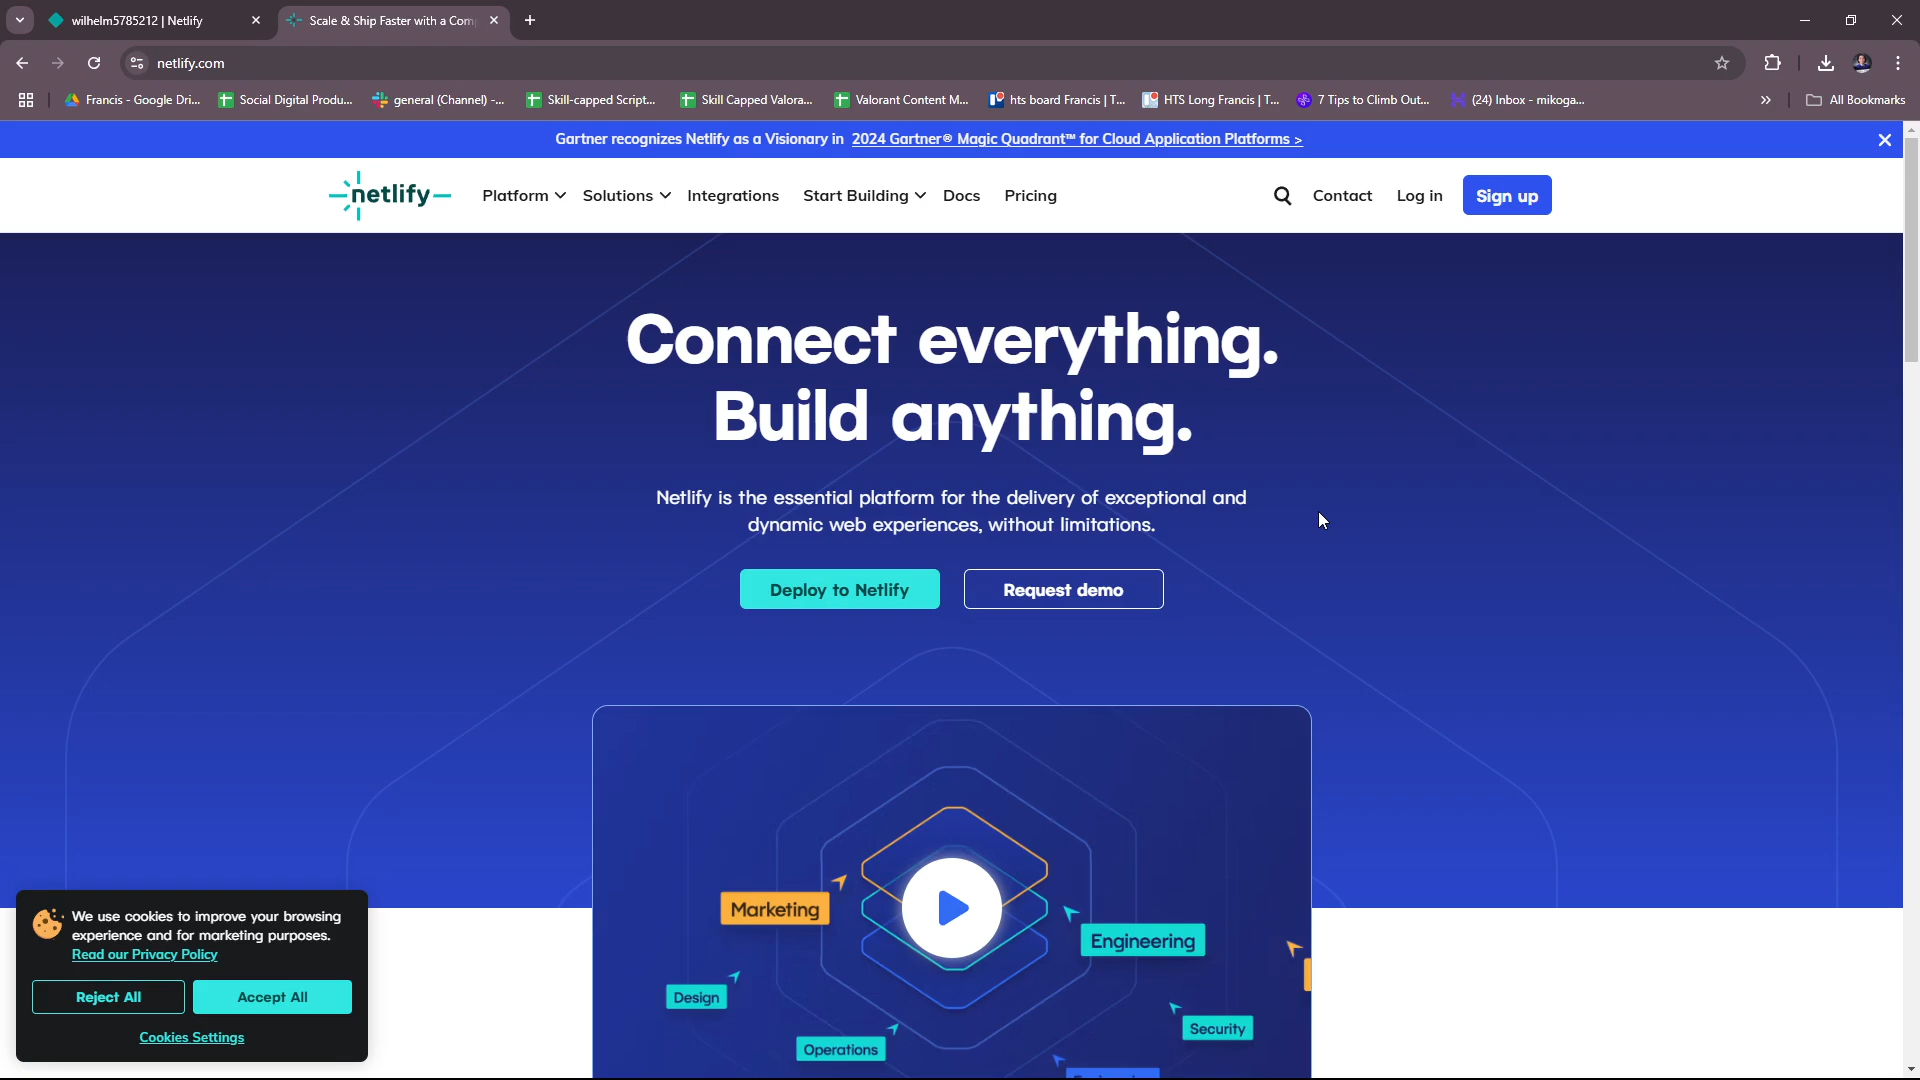 wilhelm5785212 | Netlify
Scale & Ship Faster with a Com
netlify.com
Francis - Google Dri...
Social Digital Produ...
general (Channel) -...
Skill-capped Script...
Skill Capped Valora...
Valorant Content M...
hts board Francis | T...
HTS Long Francis | T...
7 Tips to Climb Out...
(24) Inbox - mikoga...
All Bookmarks
Gartner recognizes Netlify as a Visionary in 2024 Gartner® Magic Quadrant™ for Cloud Application Platforms >
netlify
Platform
Solutions
Integrations
Start Building
Docs
Pricing
Contact
Log in
Sign up
Connect everything.
Build anything.
Netlify is the essential platform for the delivery of exceptional and
dynamic web experiences, without limitations.
Deploy to Netlify
Request demo
Marketing
Engineering
Design
Security
Operations
We use cookies to improve your browsing
experience and for marketing purposes.
Read our Privacy Policy
Reject All
Accept All
Cookies Settings